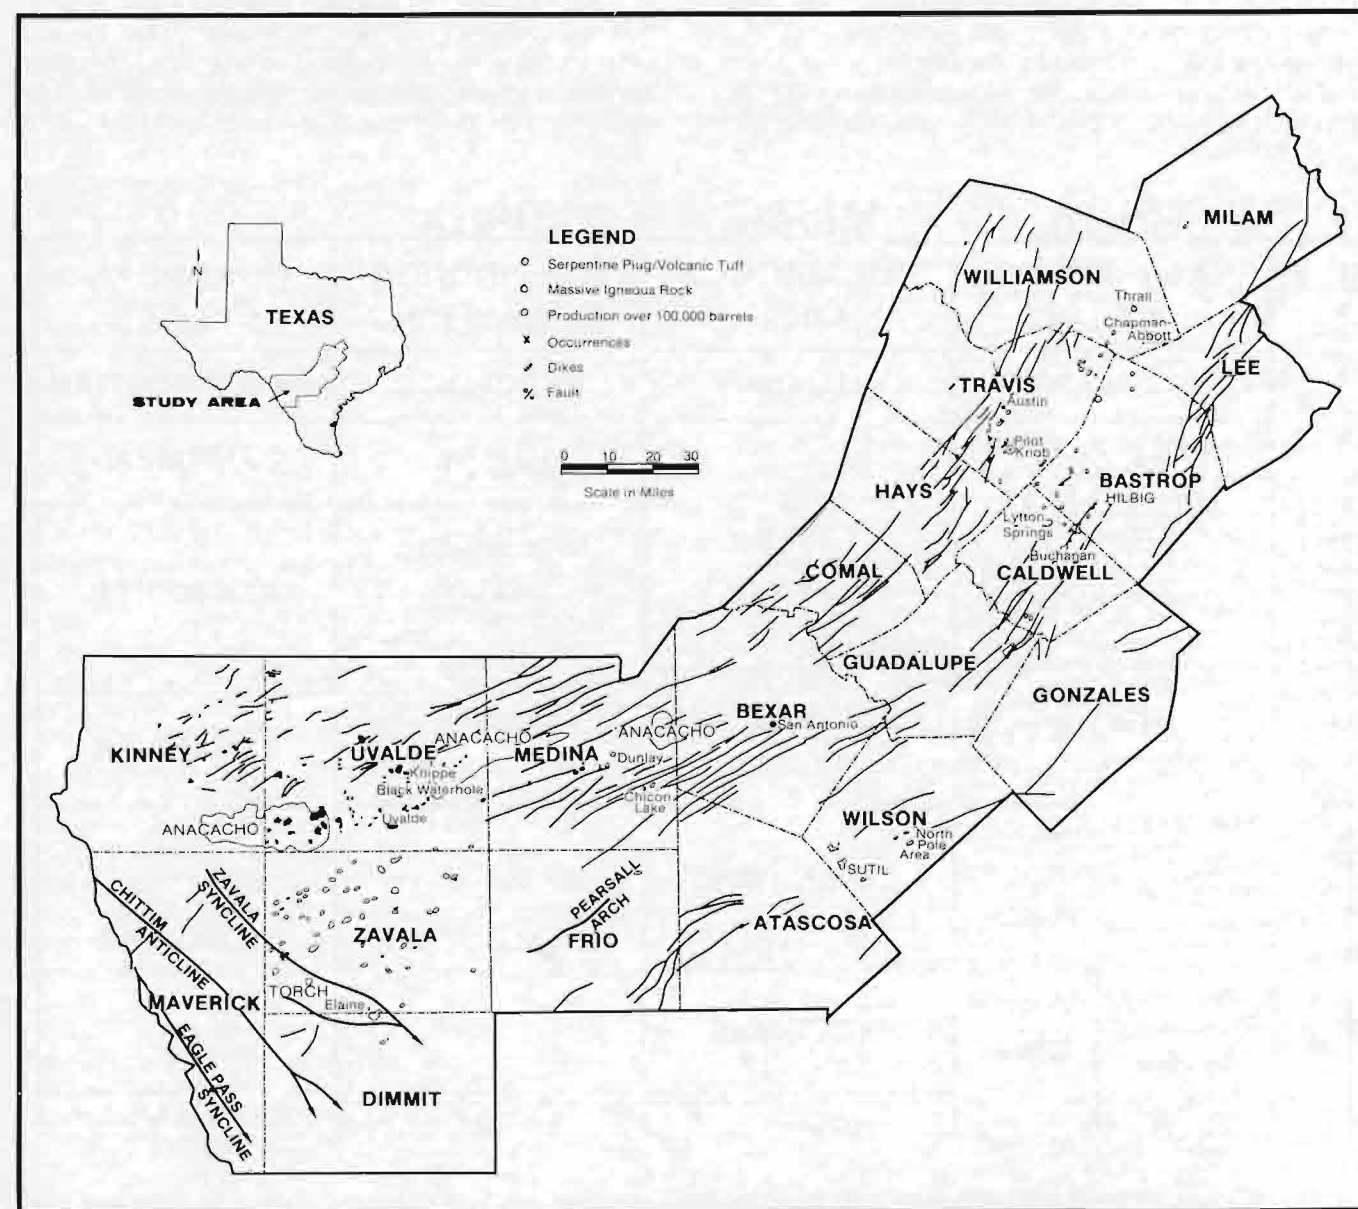 LEGEND
Serpentine Plug/Volcanic Tuff
Massive Igneous Rock
Production over 100,000 barrels
Occurrences
Dikes
Fault
N
TEXAS
STUDY AREA
0 10 20 30
Scale in Miles
MILAM
WILLIAMSON
Thrall
Chapman-
Abbott
LEE
TRAVIS
Austin
Pilot
Knob
HAYS
BASTROP
HILBIG
Lytton
Springs
Buchanan
CALDWELL
COMAL
GUADALUPE
GONZALES
BEXAR
San Antonio
KINNEY
UVALDE
ANACACHO
MEDINA
ANACACHO
Dunlay
Knippe
Black Waterhole
Chicon
Lake
Uvalde
ANACACHO
WILSON
North
Pole
Area
SUTIL
ZAVALA
SYNCLINE
CHITTIM
ANTICLINE
ZAVALA
PEARSALL
ARCH
FRIO
ATASCOSA
TORCH
Elaine
MAVERICK
EAGLE PASS
SYNCLINE
DIMMIT